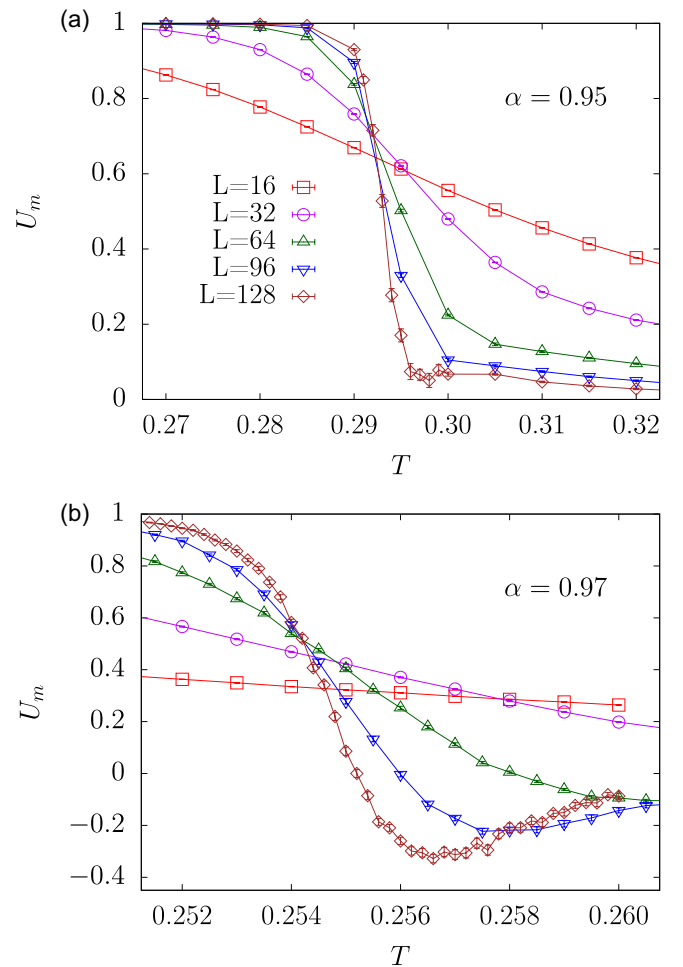 (a)
1
0.8
0.6
0.4
0.2
0
U_m
α = 0.95
L=16
L=32
L=64
L=96
L=128
0.27 0.28 0.29 0.30 0.31 0.32
T
(b)
1
0.8
0.6
0.4
0.2
0
−0.2
−0.4
U_m
α = 0.97
0.252 0.254 0.256 0.258 0.260
T